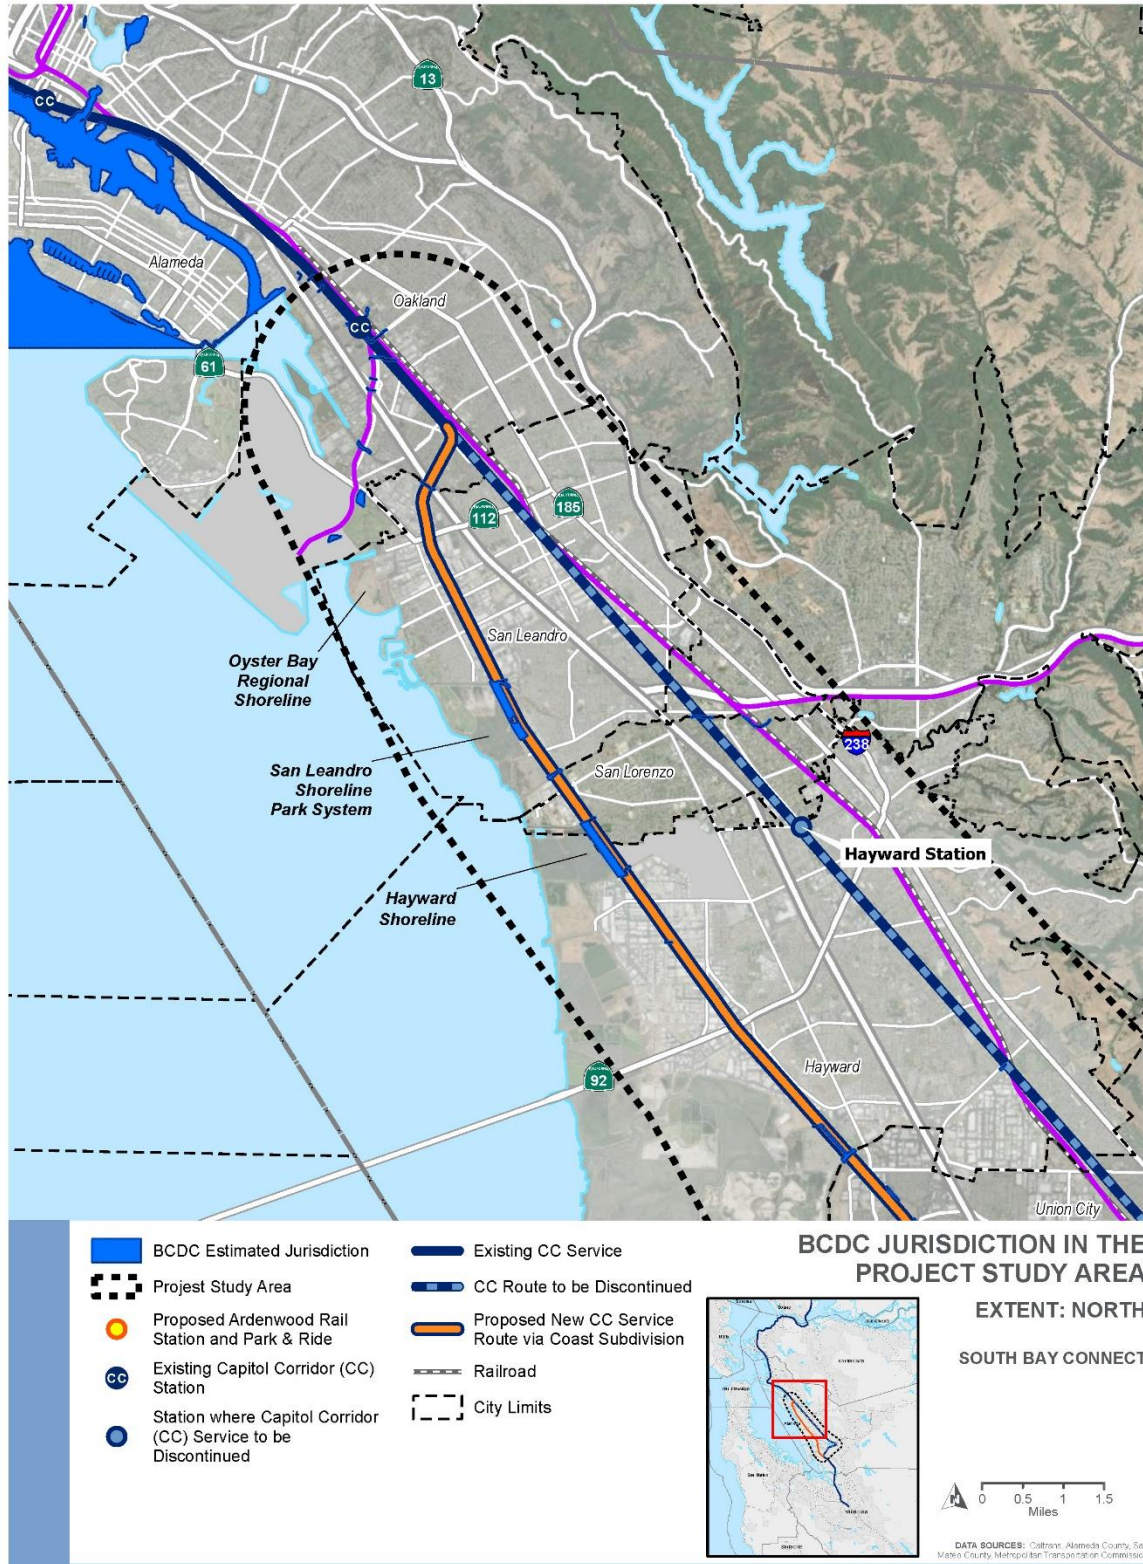 CALIFORNIA
13
CC
Alameda
Oakland
CC
61
112
185
San Leandro
Oyster Bay
Regional
Shoreline
238
San Leandro
Shoreline
Park System
San Lorenzo
Hayward Station
Hayward
Shoreline
92
Hayward
Union City
BCDC Estimated Jurisdiction
Projest Study Area
Proposed Ardenwood Rail
Station and Park & Ride
CC
Existing Capitol Corridor (CC)
Station
Station where Capitol Corridor
(CC) Service to be
Discontinued
Existing CC Service
CC Route to be Discontinued
Proposed New CC Service
Route via Coast Subdivision
Railroad
City Limits
BCDC JURISDICTION IN THE
PROJECT STUDY AREA
EXTENT: NORTH
SOUTH BAY CONNECT
N
0 0.5 1 1.5
Miles
DATA SOURCES: Caltrans, Alameda County,
Mateo County, Metropolitan Transportation